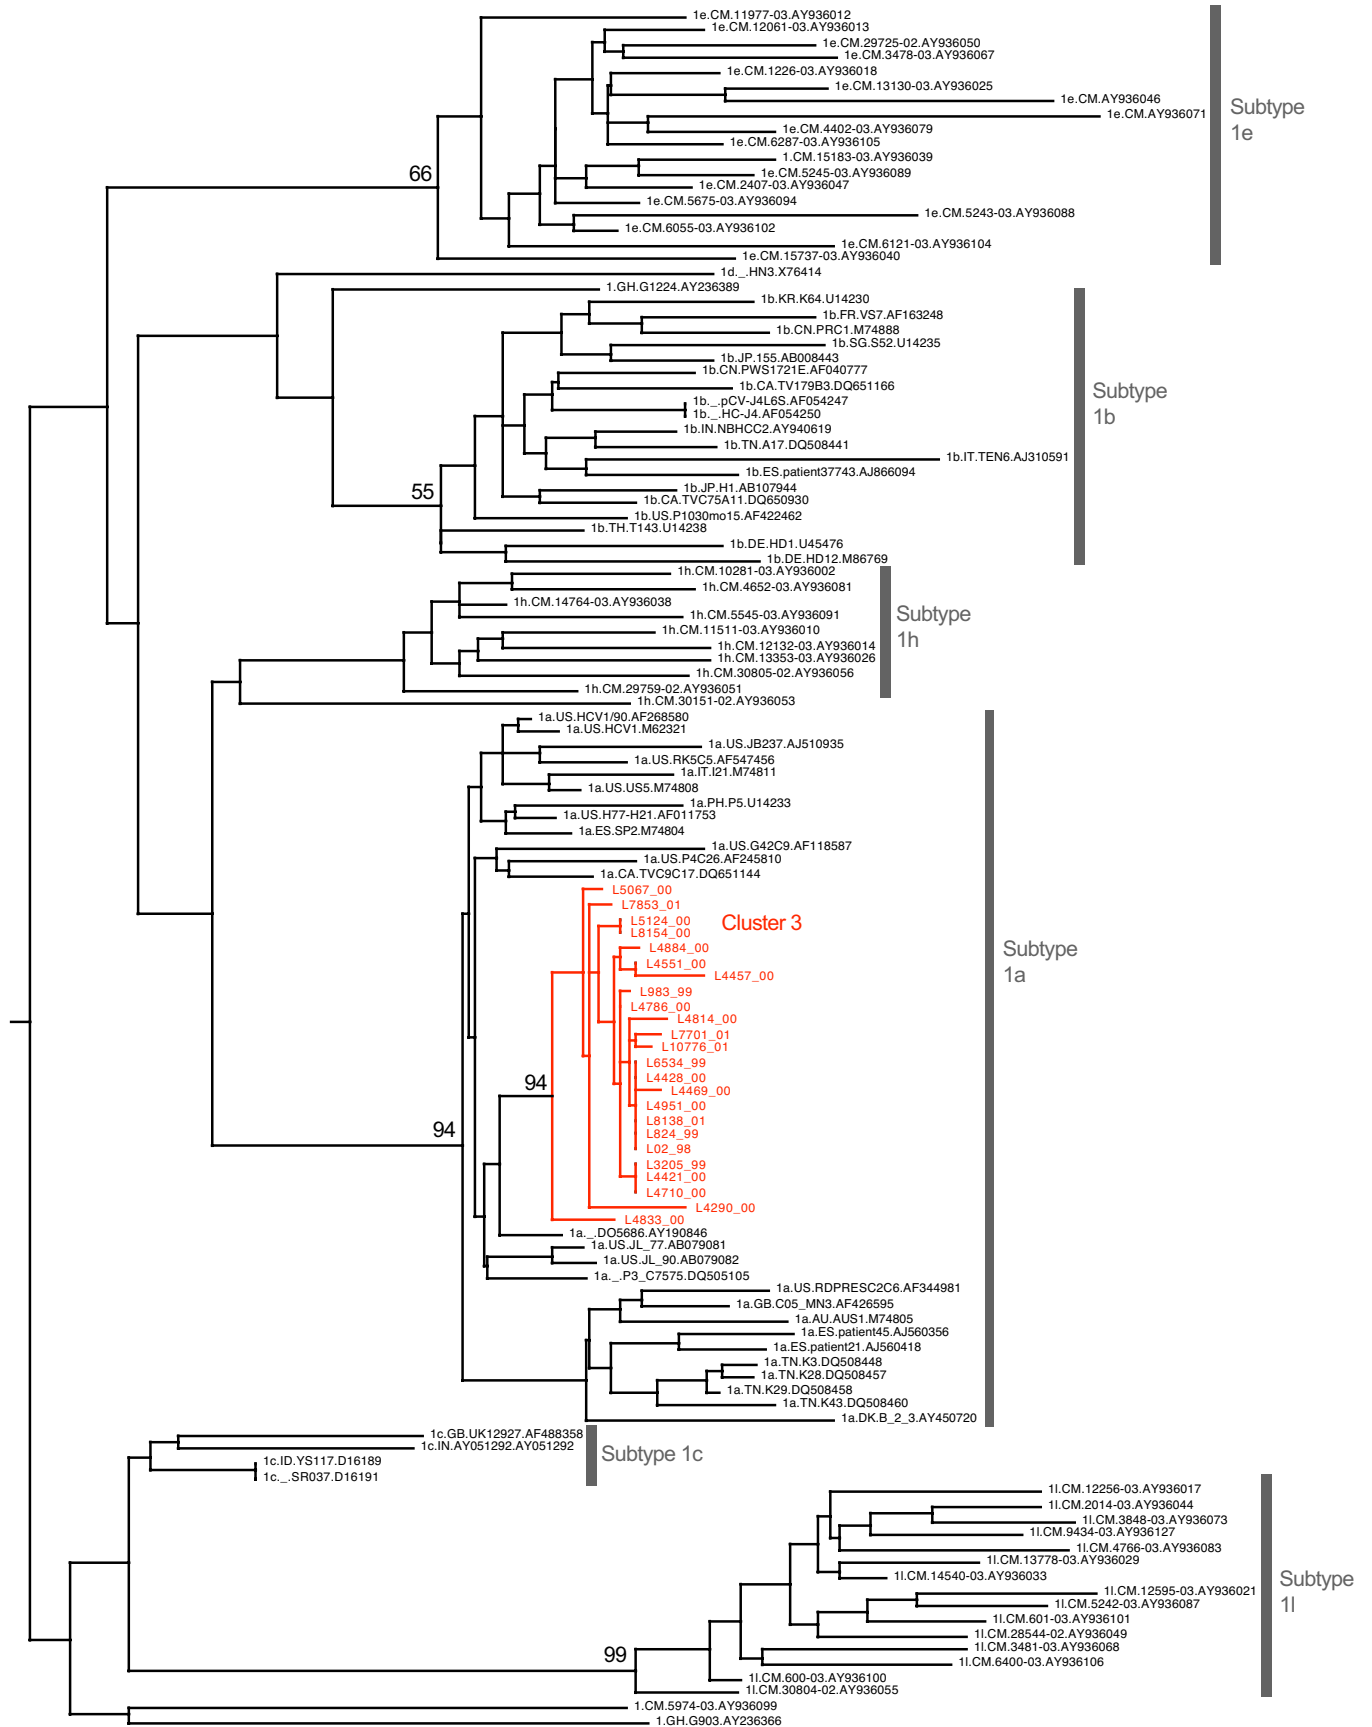 1e.CM.11977-03.AY936012
1e.CM.12061-03.AY936013
1e.CM.29725-02.AY936050
1e.CM.3478-03.AY936067
1e.CM.1226-03.AY936018
1e.CM.13130-03.AY936025
1e.CM.AY936046
1e.CM.AY936071
1e.CM.4402-03.AY936079
1e.CM.6287-03.AY936105
1.CM.15183-03.AY936039
1e.CM.5245-03.AY936089
1e.CM.2407-03.AY936047
1e.CM.5675-03.AY936094
1e.CM.5243-03.AY936088
1e.CM.6055-03.AY936102
1e.CM.6121-03.AY936104
1e.CM.15737-03.AY936040
Subtype
1e
66
1d._.HN3.X76414
1.GH.G1224.AY236389
1b.KR.K64.U14230
1b.FR.VS7.AF163248
1b.CN.PRC1.M74888
1b.SG.S52.U14235
1b.JP.155.AB008443
1b.CN.PWS1721E.AF040777
1b.CA.TV179B3.DQ651166
1b._.pCV-J4L6S.AF054247
1b._.HC-J4.AF054250
1b.IN.NBHCC2.AY940619
1b.TN.A17.DQ508441
1b.IT.TEN6.AJ310591
1b.ES.patient37743.AJ866094
1b.JP.H1.AB107944
1b.CA.TVC75A11.DQ650930
1b.US.P1030mo15.AF422462
1b.TH.T143.U14238
1b.DE.HD1.U45476
1b.DE.HD12.M86769
Subtype
1b
55
1h.CM.10281-03.AY936002
1h.CM.4652-03.AY936081
1h.CM.14764-03.AY936038
1h.CM.5545-03.AY936091
1h.CM.11511-03.AY936010
1h.CM.12132-03.AY936014
1h.CM.13353-03.AY936026
1h.CM.30805-02.AY936056
1h.CM.29759-02.AY936051
1h.CM.30151-02.AY936053
Subtype
1h
1a.US.HCV1/90.AF268580
1a.US.HCV1.M62321
1a.US.JB237.AJ510935
1a.US.RK5C5.AF547456
1a.IT.I21.M74811
1a.US.US5.M74808
1a.PH.P5.U14233
1a.US.H77-H21.AF011753
1a.ES.SP2.M74804
1a.US.G42C9.AF118587
1a.US.P4C26.AF245810
1a.CA.TVC9C17.DQ651144
L5067_00
L7853_01
L5124_00
L8154_00
Cluster 3
L4884_00
L4551_00
L4457_00
L983_99
L4786_00
L4814_00
L7701_01
L10776_01
L6534_99
L4428_00
L4469_00
L4951_00
L8138_01
L824_99
L02_98
L3205_99
L4421_00
L4710_00
L4290_00
L4833_00
94
94
1a._.DO5686.AY190846
1a.US.JL_77.AB079081
1a.US.JL_90.AB079082
1a._.P3_C7575.DQ505105
1a.US.RDPRESC2C6.AF344981
1a.GB.C05_MN3.AF426595
1a.AU.AUS1.M74805
1a.ES.patient45.AJ560356
1a.ES.patient21.AJ560418
1a.TN.K3.DQ508448
1a.TN.K28.DQ508457
1a.TN.K29.DQ508458
1a.TN.K43.DQ508460
1a.DK.B_2_3.AY450720
Subtype
1a
1c.GB.UK12927.AF488358
1c.IN.AY051292.AY051292
1c.ID.YS117.D16189
1c._.SR037.D16191
Subtype 1c
1l.CM.12256-03.AY936017
1l.CM.2014-03.AY936044
1l.CM.3848-03.AY936073
1l.CM.9434-03.AY936127
1l.CM.4766-03.AY936083
1l.CM.13778-03.AY936029
1l.CM.14540-03.AY936033
1l.CM.12595-03.AY936021
1l.CM.5242-03.AY936087
1l.CM.601-03.AY936101
1l.CM.28544-02.AY936049
1l.CM.3481-03.AY936068
1l.CM.6400-03.AY936106
1l.CM.600-03.AY936100
1l.CM.30804-02.AY936055
Subtype
1l
99
1.CM.5974-03.AY936099
1.GH.G903.AY236366